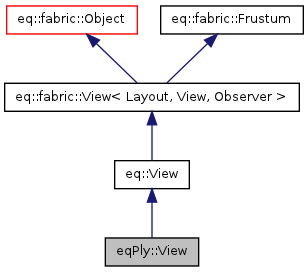 eq::fabric::Object
eq::fabric::Frustum
eq::fabric::View< Layout, View, Observer >
eq::View
eqPly::View